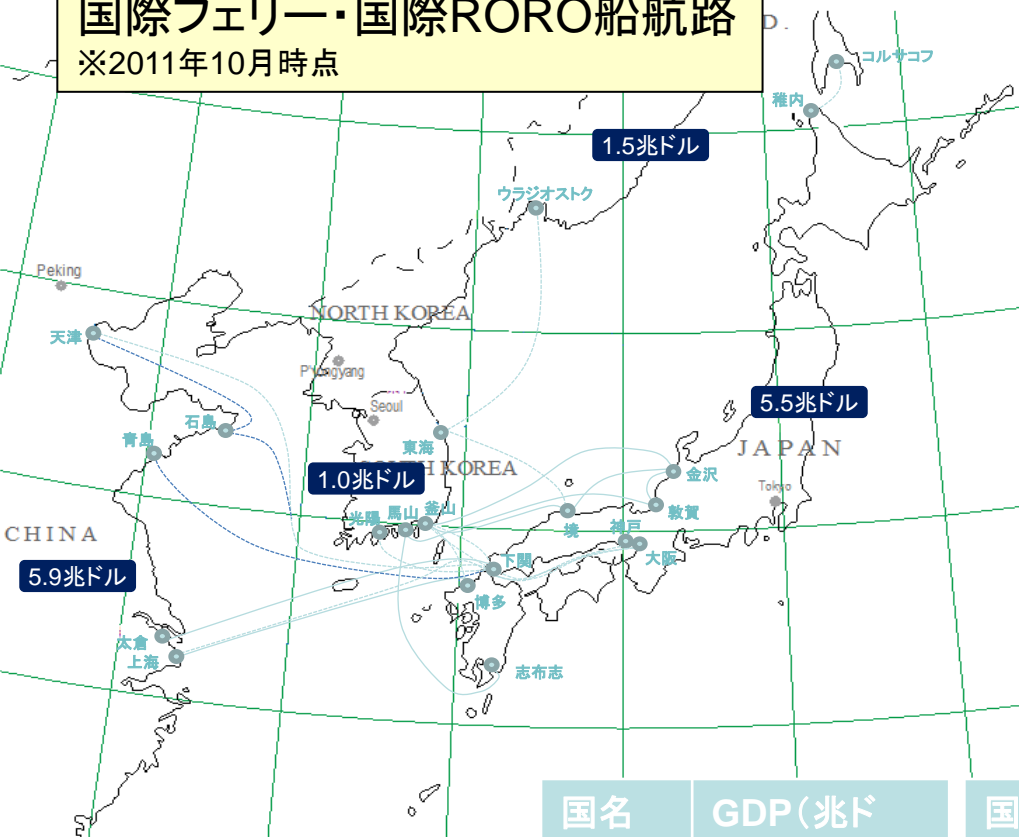 国際フェリー・国際RORO船航路
※2011年10月時点
D.
コルサコフ
稚内
1.5兆ドル
ウラジオストク
Peking
NORTH KOREA
天津
P'yongyang
5.5兆ドル
Seoul
石島
青島
東海
JAPAN
KOREA
金沢
1.0兆ドル
Tokyo
光陽
馬山
釜山
敦賀
CHINA
境
神戸
大阪
下関
5.9兆ドル
博多
太倉
上海
志布志
国名
GDP(兆ド
国